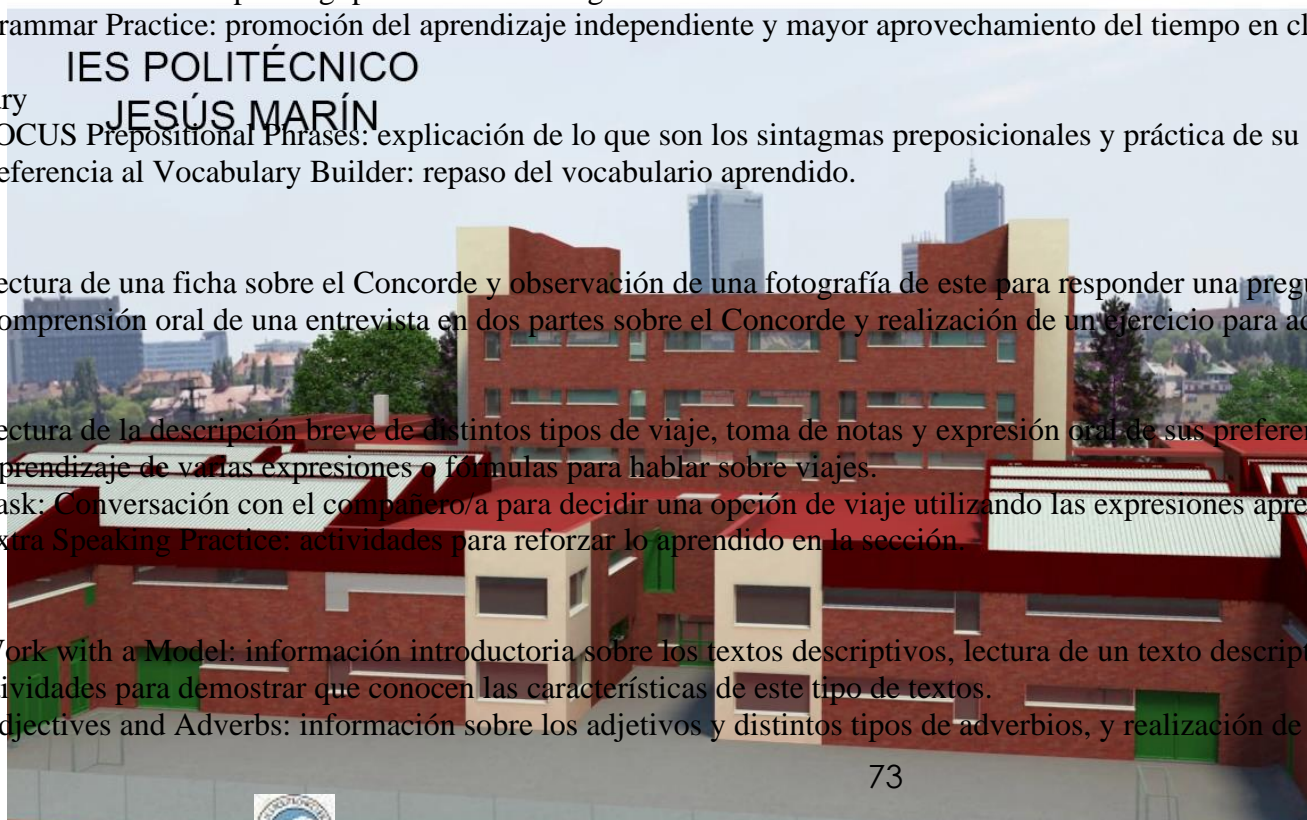 rammar Practice: promoción del aprendizaje independiente y mayor aprovechamiento del tiempo en cl
IES POLITÉCNICO
JESÚS MARÍN
ry
OCUS Prepositional Phrases: explicación de lo que son los sintagmas preposicionales y práctica de su
eferencia al Vocabulary Builder: repaso del vocabulario aprendido.
ectura de una ficha sobre el Concorde y observación de una fotografía de este para responder una pregu
omprensión oral de una entrevista en dos partes sobre el Concorde y realización de un ejercicio para ad
ectura de la descripción breve de distintos tipos de viaje, toma de notas y expresión oral de sus preferen
prendizaje de varias expresiones o fórmulas para hablar sobre viajes.
ask: Conversación con el compañero/a para decidir una opción de viaje utilizando las expresiones apre
xtra Speaking Practice: actividades para reforzar lo aprendido en la sección.
ork with a Model: información introductoria sobre los textos descriptivos, lectura de un texto descript
tividades para demostrar que conocen las características de este tipo de textos.
djectives and Adverbs: información sobre los adjetivos y distintos tipos de adverbios, y realización de
73